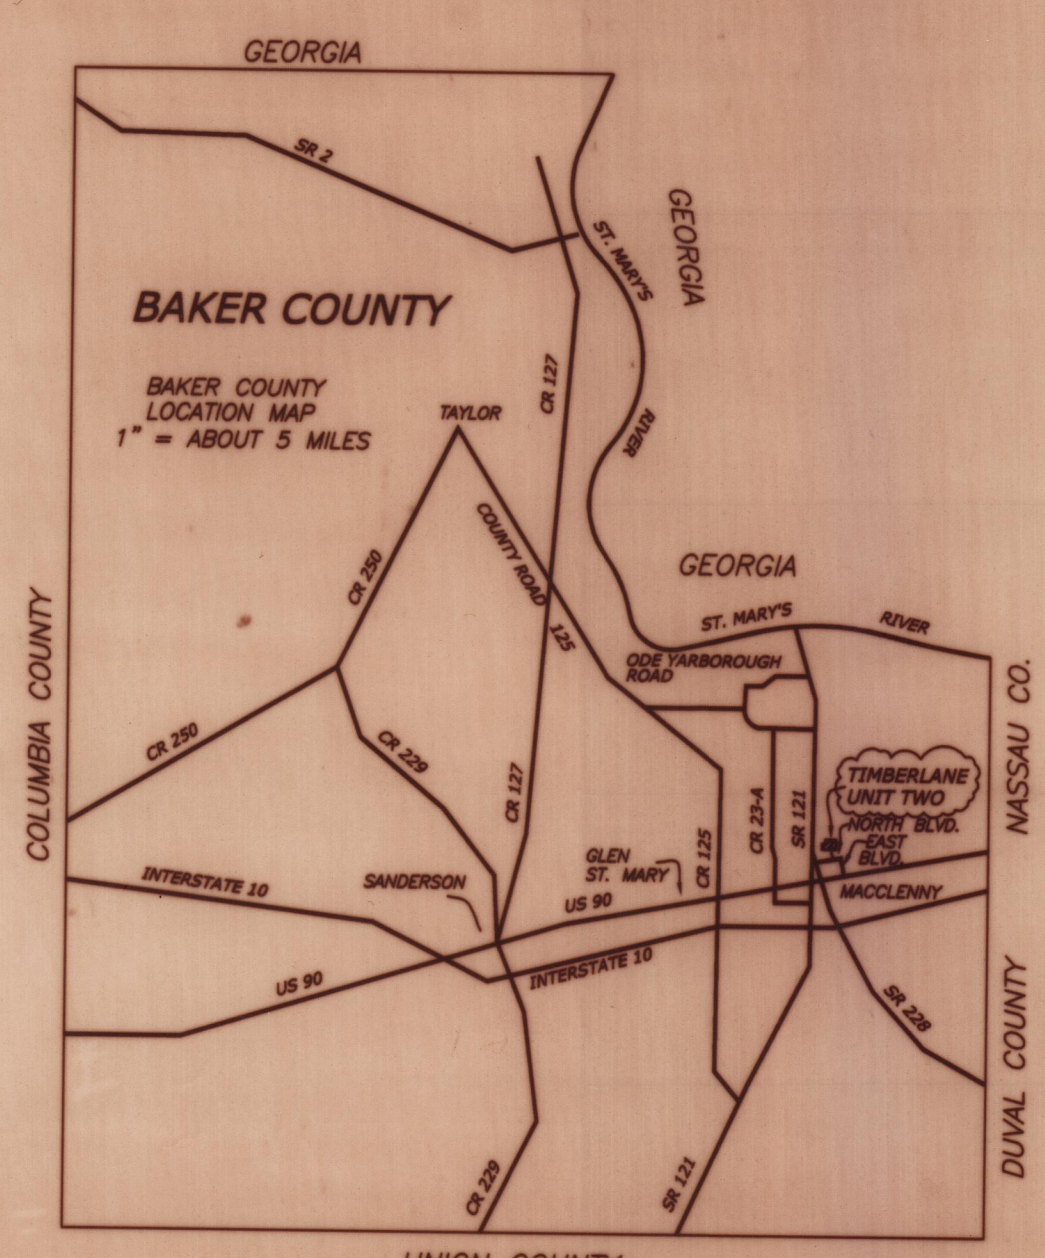 GEORGIA
SR 2
GEORGIA
ST. MARY'S
RIVER
BAKER COUNTY
BAKER COUNTY
LOCATION MAP
1" = ABOUT 5 MILES
CR 127
TAYLOR
COUNTY ROAD
125
CR 250
GEORGIA
ST. MARY'S
RIVER
ODE YARBOROUGH
ROAD
COLUMBIA COUNTY
NASSAU CO.
CR 250
CR 229
CR 127
CR 125
CR 23-A
SR 121
TIMBERLANE
UNIT TWO
NORTH BLVD.
EAST
BLVD.
GLEN
ST. MARY
SANDERSON
INTERSTATE 10
US 90
MACCLENNY
US 90
INTERSTATE 10
SR 228
DUVAL COUNTY
CR 229
SR 121
UNION COUNTY